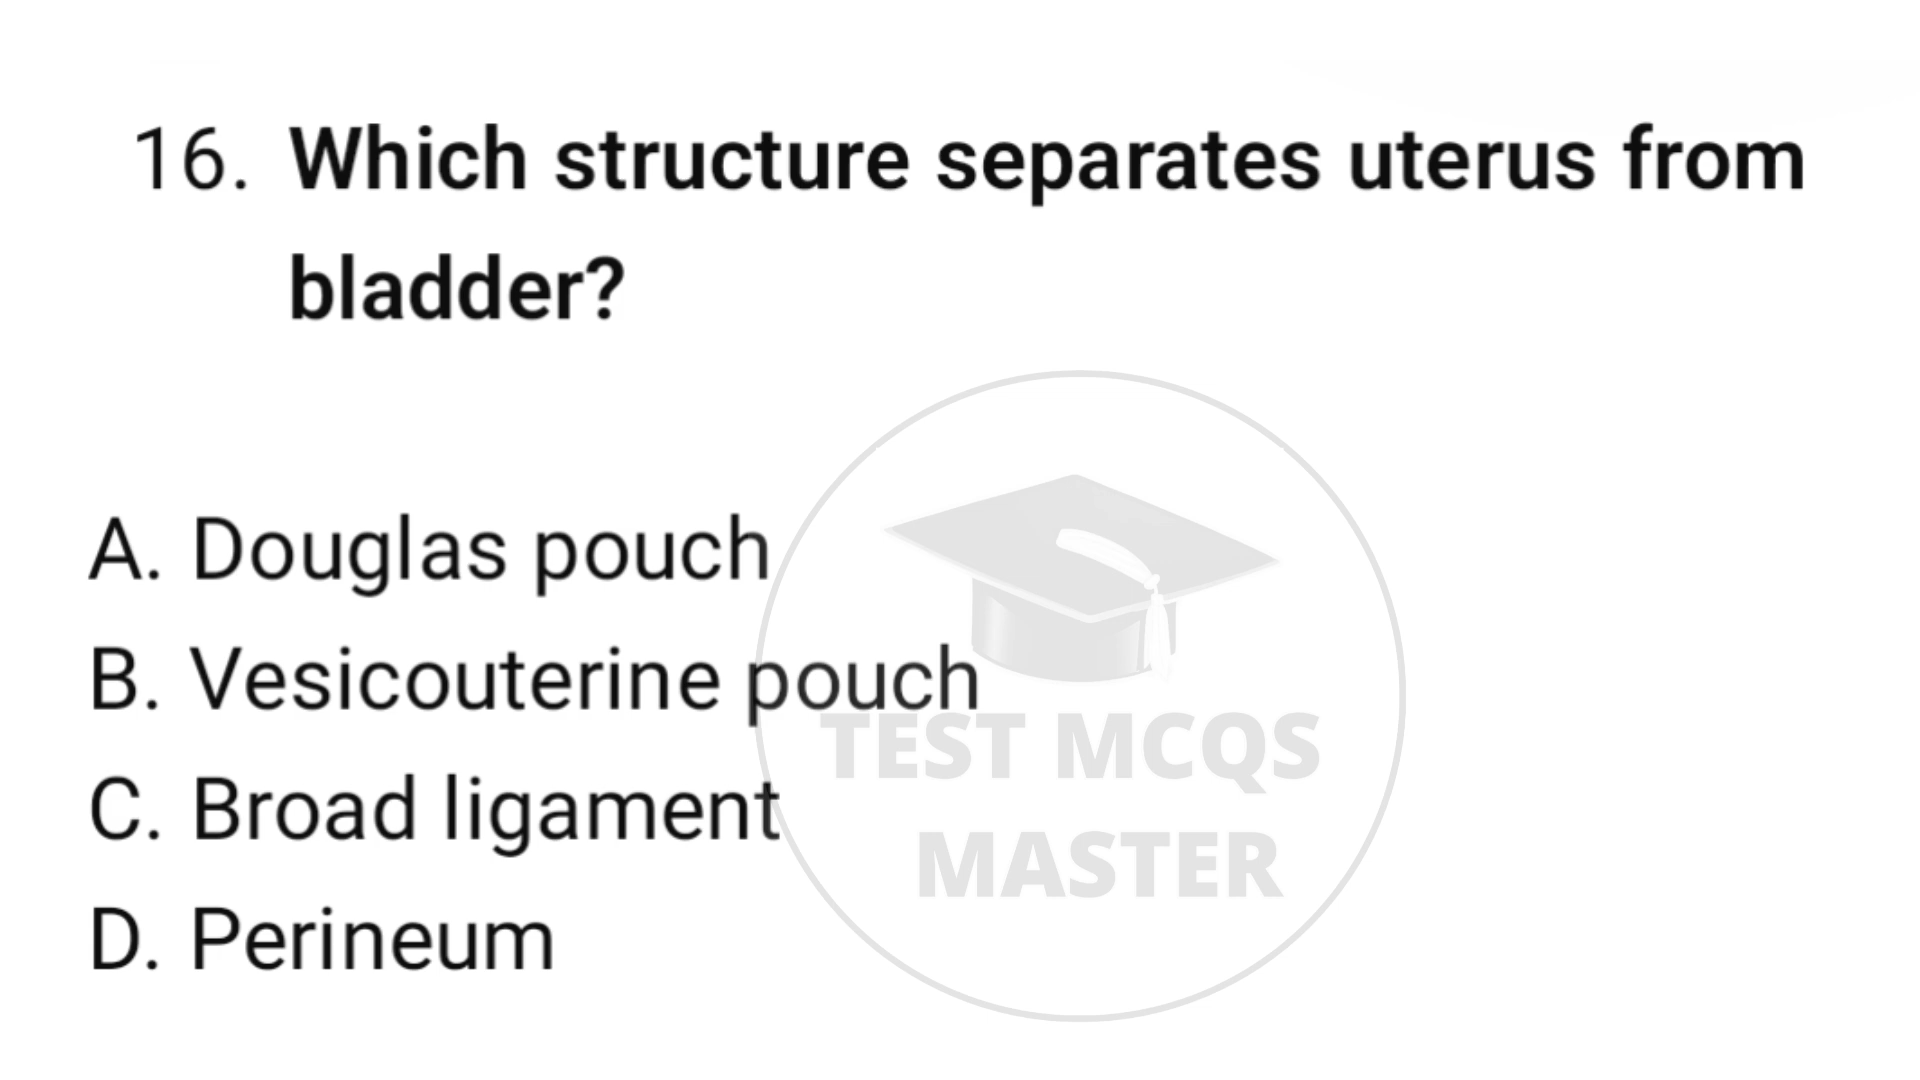 16. Which structure separates uterus from
bladder?
A. Douglas pouch
B. Vesicouterine pouch
C. Broad ligament
D. Perineum
TEST MCQS
MASTER